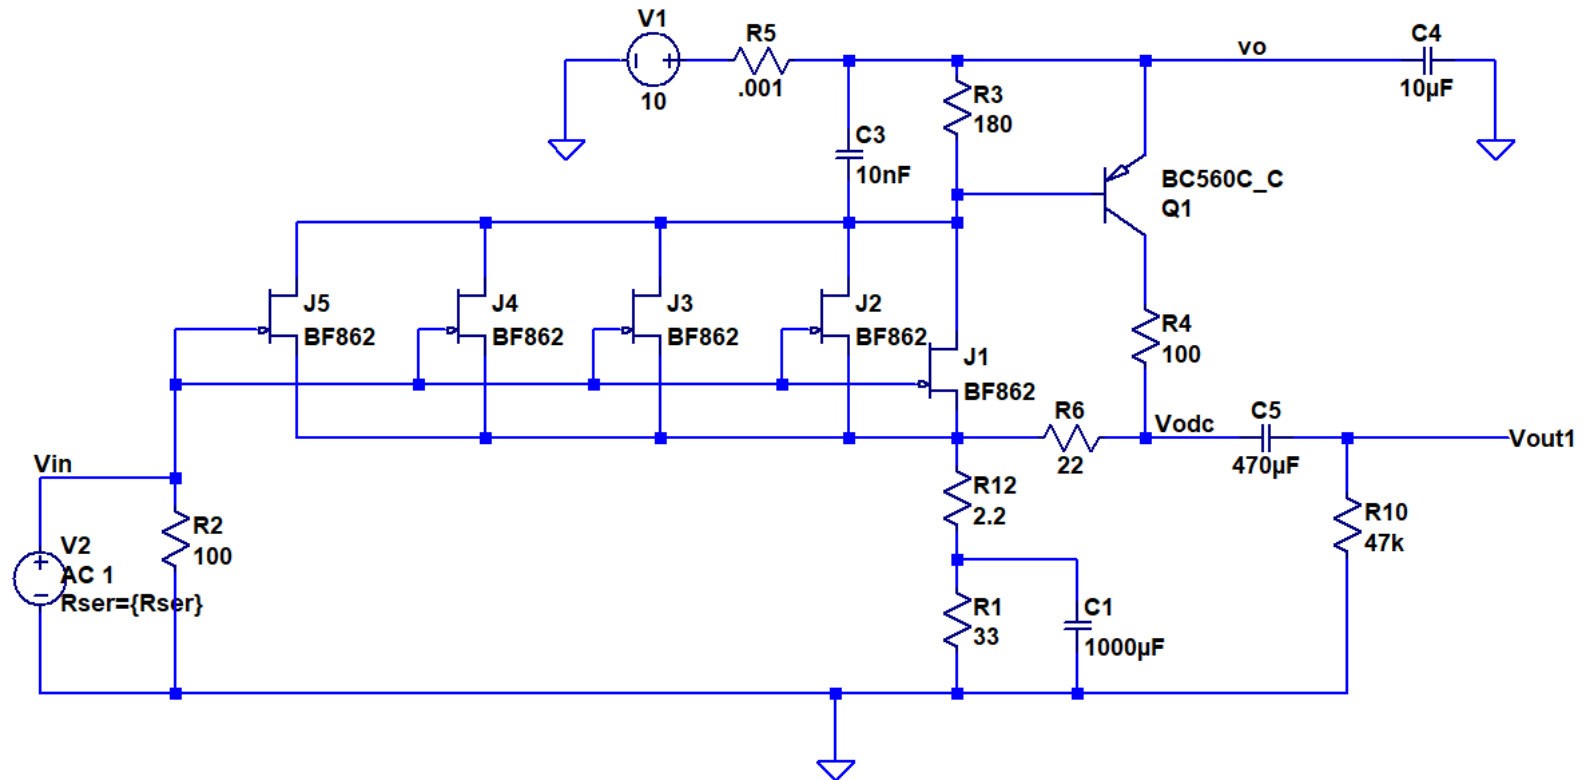 V1
10
R5
.001
vo
C4
10µF
R3
180
C3
10nF
BC560C_C
Q1
J5
BF862
J4
BF862
J3
BF862
J2
BF862
J1
BF862
R4
100
R6
22
Vodc
C5
470µF
Vout1
Vin
R2
100
R12
2.2
R10
47k
V2
AC 1
Rser={Rser}
R1
33
C1
1000µF